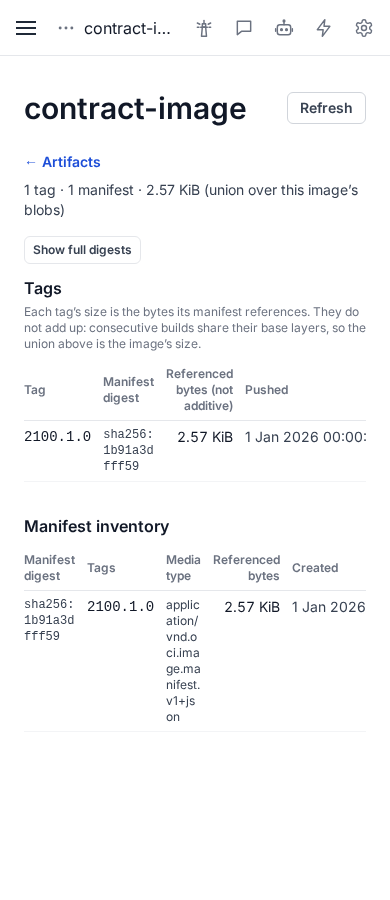 contract-i...
contract-image
Refresh
← Artifacts
1 tag · 1 manifest · 2.57 KiB (union over this image’s
blobs)
Show full digests
Tags
Each tag’s size is the bytes its manifest references. They do
not add up: consecutive builds share their base layers, so the
union above is the image’s size.
Tag
Manifest
digest
Referenced
bytes (not
additive)
Pushed
2100.1.0
sha256:
1b91a3d
fff59
2.57 KiB
1 Jan 2026 00:00:
Manifest inventory
Manifest
digest
Tags
Media
type
Referenced
bytes
Created
sha256:
1b91a3d
fff59
2100.1.0
applic
ation/
vnd.o
ci.ima
ge.ma
nifest.
v1+js
on
2.57 KiB
1 Jan 2026